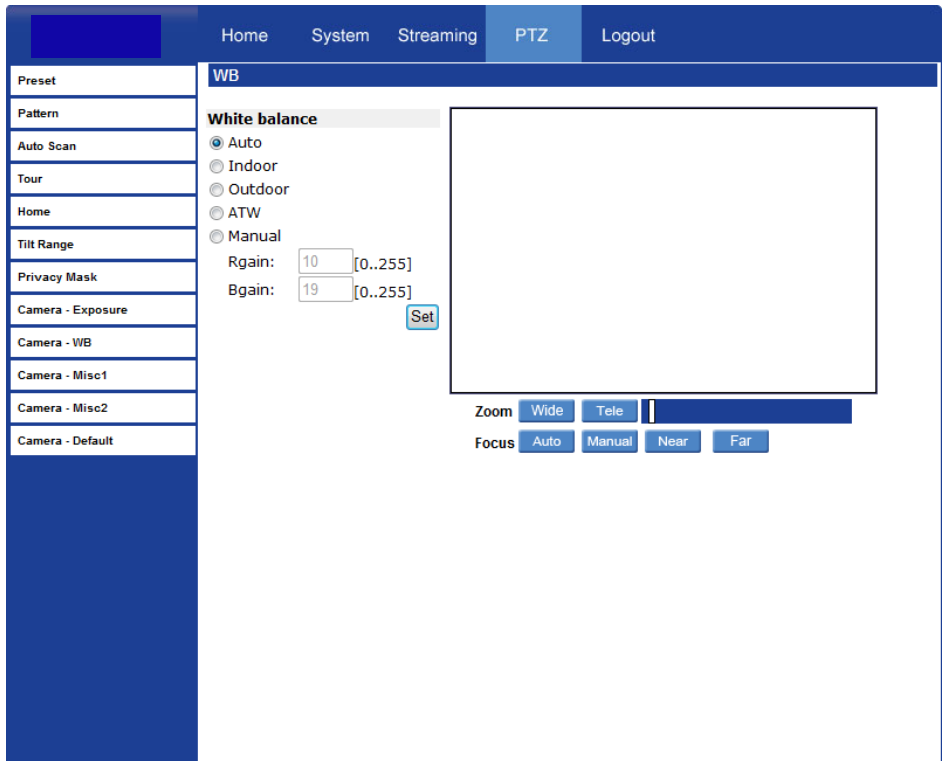 Home System Streaming PTZ Logout
Preset
Pattern
Auto Scan
Tour
Home
Tilt Range
Privacy Mask
Camera - Exposure
Camera - WB
Camera - Misc1
Camera - Misc2
Camera - Default
WB
White balance
Auto
Indoor
Outdoor
ATW
Manual
Rgain: 10 [0..255]
Bgain: 19 [0..255]
Set
Zoom Wide Tele
Focus Auto Manual Near Far